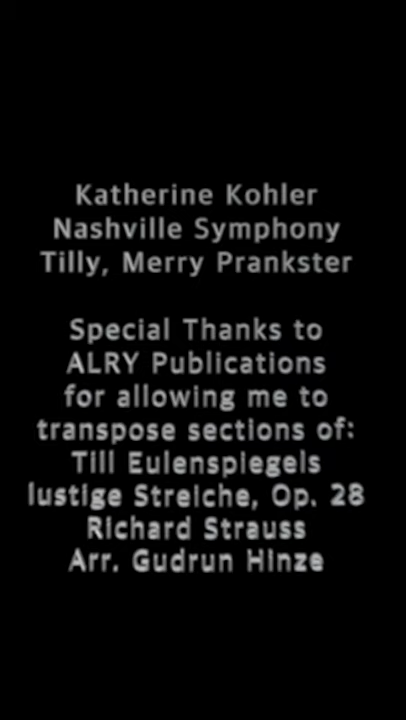 Katherine Kohler
Nashville Symphony
Tilly, Merry Prankster
Special Thanks to
ALRY Publications
for allowing me to
transpose sections of:
Till Eulenspiegels
lustige Streiche, Op. 28
Richard Strauss
Arr. Gudrun Hinze